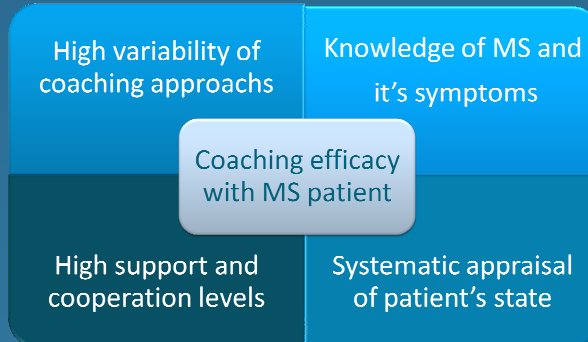 High variability of
coaching approachs
Knowledge of MS and
it's symptoms
Coaching efficacy
with MS patient
High support and
cooperation levels
Systematic appraisal
of patient's state